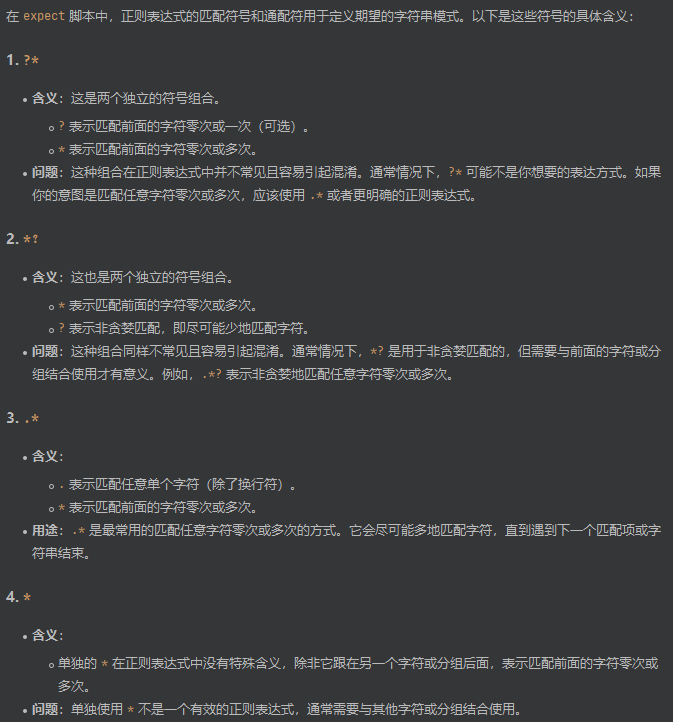 在 expect 脚本中，正则表达式的匹配符号和通配符用于定义期望的字符串模式。以下是这些符号的具体含义：
1. ?*
• 含义：这是两个独立的符号组合。
○ ? 表示匹配前面的字符零次或一次（可选）。
○ * 表示匹配前面的字符零次或多次。
• 问题：这种组合在正则表达式中并不常见且容易引起混淆。通常情况下，?* 可能不是你想要的表达方式。如果
你的意图是匹配任意字符零次或多次，应该使用 .* 或者更明确的正则表达式。
2. *?
• 含义：这也是两个独立的符号组合。
○ * 表示匹配前面的字符零次或多次。
○ ? 表示非贪婪匹配，即尽可能少地匹配字符。
• 问题：这种组合同样不常见且容易引起混淆。通常情况下，*? 是用于非贪婪匹配的，但需要与前面的字符或分
组结合使用才有意义。例如，.*? 表示非贪婪地匹配任意字符零次或多次。
3. .*
• 含义：
○ . 表示匹配任意单个字符（除了换行符）。
○ * 表示匹配前面的字符零次或多次。
• 用途：.* 是最常用的匹配任意字符零次或多次的方式。它会尽可能多地匹配字符，直到遇到下一个匹配项或字
符串结束。
4. *
• 含义：
○ 单独的 * 在正则表达式中没有特殊含义，除非它跟在另一个字符或分组后面，表示匹配前面的字符零次或
多次。
• 问题：单独使用 * 不是一个有效的正则表达式，通常需要与其他字符或分组结合使用。